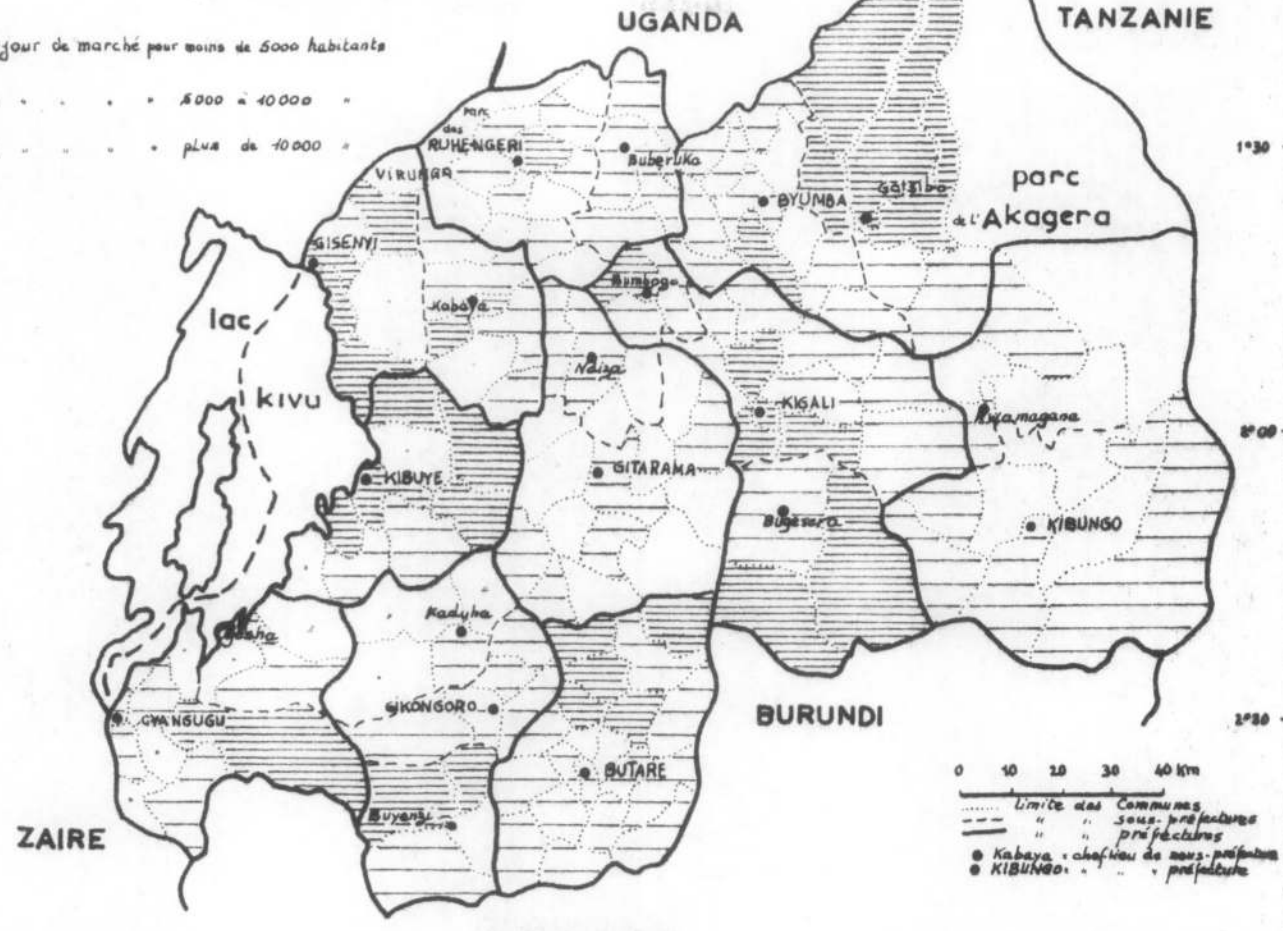 UGANDA
TANZANIE
jour de marché pour moins de 5000 habitants
" " " " 5000 à 10000 "
" " " " plus de 10000 "
parc
des
VIRUNGA
RUHENGERI
Buberuka
1°30
BYUMBA
Gatsibo
parc
de l'Akagera
GISENYI
Kabaya
Bumbogo
lac
kivu
Ndiza
KIGALI
Rwamagana
2°00
KIBUYE
GITARAMA
Bugesera
KIBUNGO
Kaduha
CYANGUGU
GIKONGORO
BURUNDI
2°30
BUTARE
Buyenzi
ZAIRE
0 10 20 30 40 Km
limite des Communes
" " sous-préfectures
" " préfectures
Kabaya : chef lieu de sous-préfecture
KIBUNGO : " " " préfecture